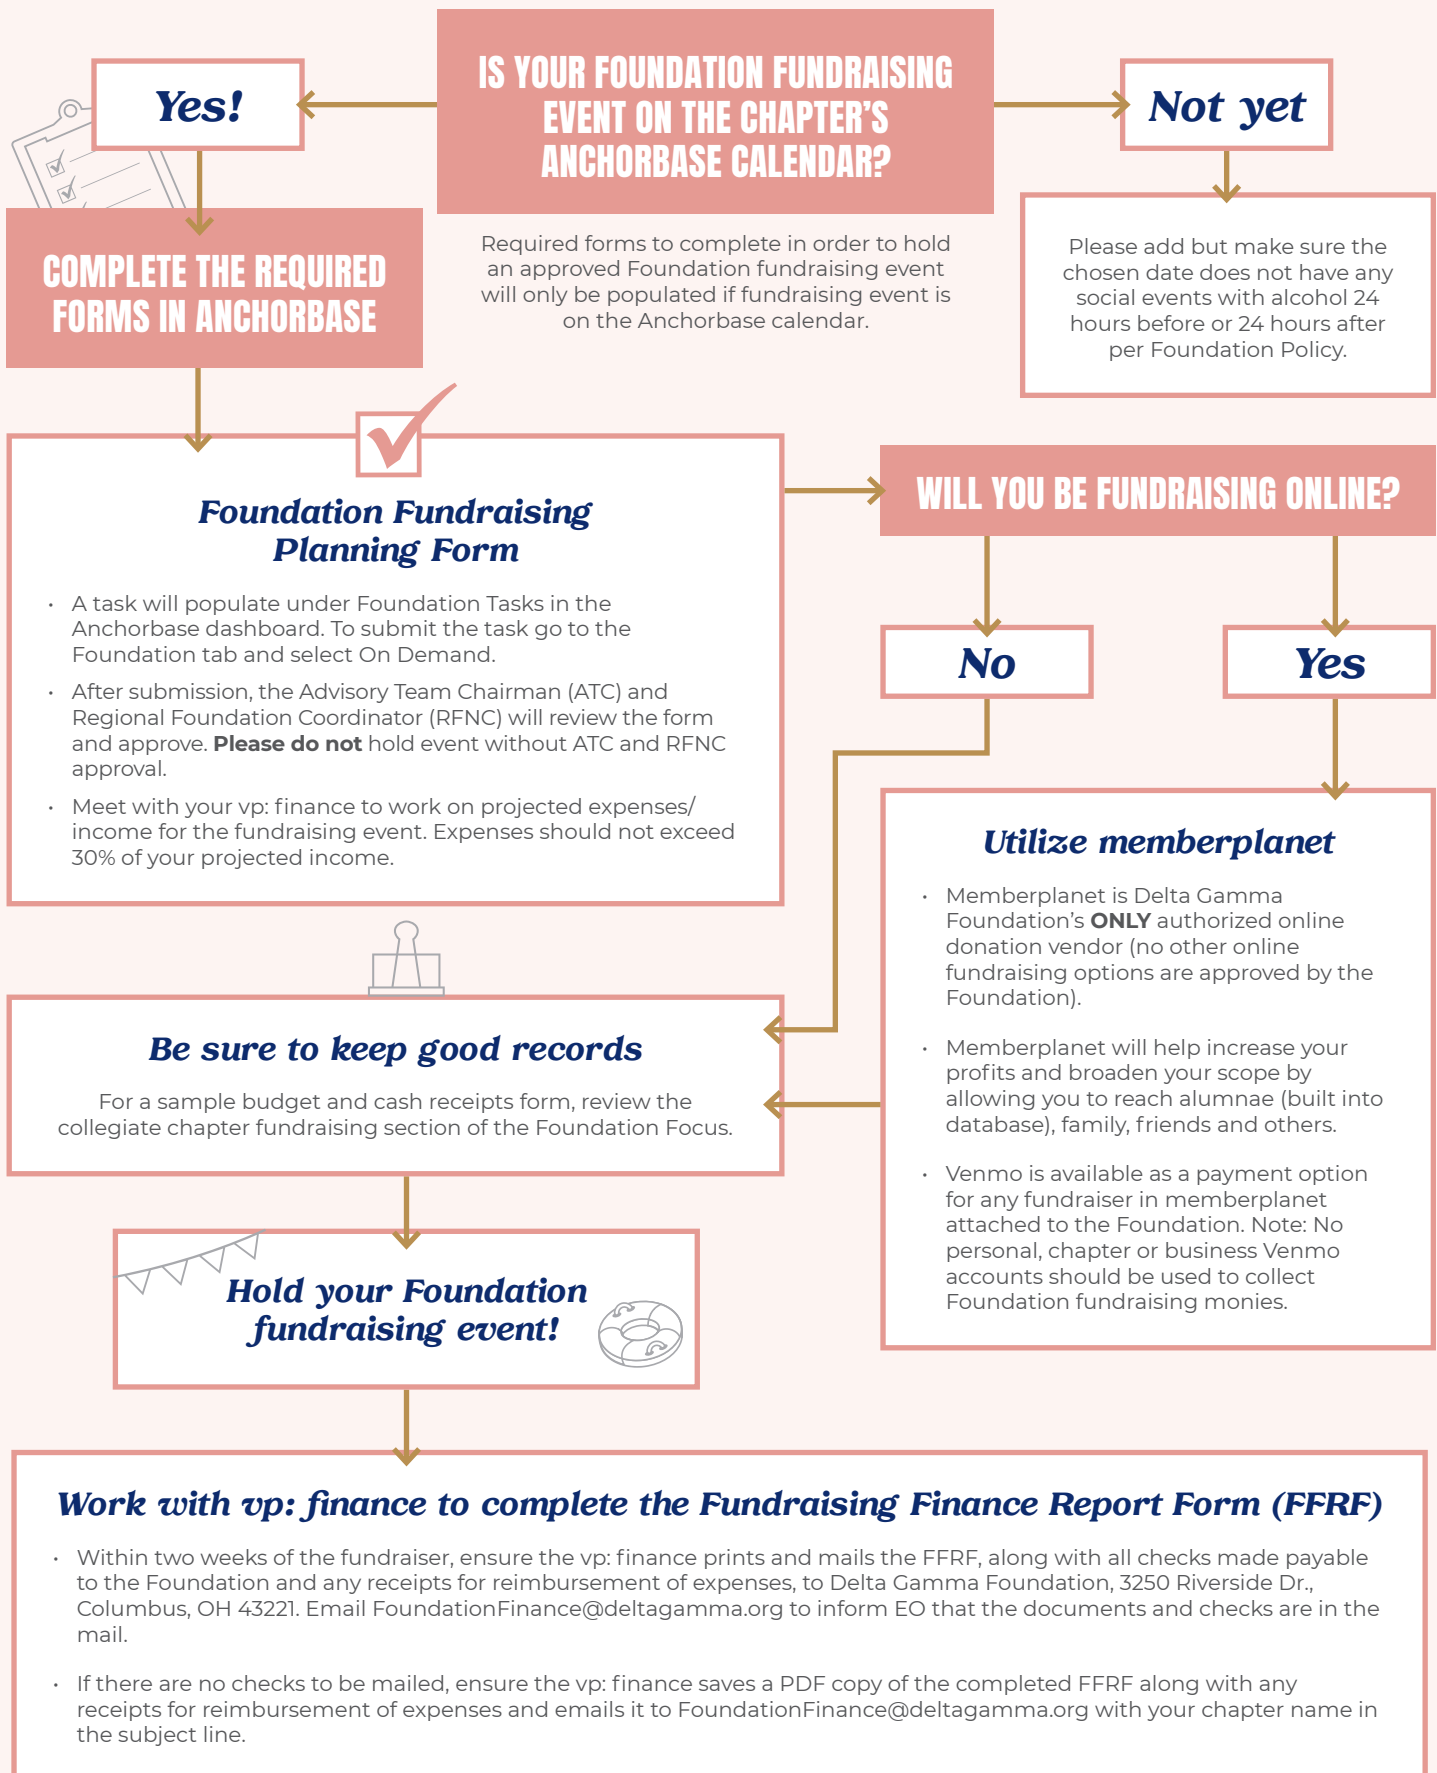 IS YOUR FOUNDATION FUNDRAISING
EVENT ON THE CHAPTER'S
ANCHORBASE CALENDAR?
Yes!
Not yet
COMPLETE THE REQUIRED
FORMS IN ANCHORBASE
Required forms to complete in order to hold
an approved Foundation fundraising event
will only be populated if fundraising event is
on the Anchorbase calendar.
Please add but make sure the
chosen date does not have any
social events with alcohol 24
hours before or 24 hours after
per Foundation Policy.
Foundation Fundraising
Planning Form
• A task will populate under Foundation Tasks in the
Anchorbase dashboard. To submit the task go to the
Foundation tab and select On Demand.
• After submission, the Advisory Team Chairman (ATC) and
Regional Foundation Coordinator (RFNC) will review the form
and approve. Please do not hold event without ATC and RFNC
approval.
• Meet with your vp: finance to work on projected expenses/
income for the fundraising event. Expenses should not exceed
30% of your projected income.
WILL YOU BE FUNDRAISING ONLINE?
No
Yes
Utilize memberplanet
• Memberplanet is Delta Gamma
Foundation's ONLY authorized online
donation vendor (no other online
fundraising options are approved by the
Foundation).
• Memberplanet will help increase your
profits and broaden your scope by
allowing you to reach alumnae (built into
database), family, friends and others.
• Venmo is available as a payment option
for any fundraiser in memberplanet
attached to the Foundation. Note: No
personal, chapter or business Venmo
accounts should be used to collect
Foundation fundraising monies.
Be sure to keep good records
For a sample budget and cash receipts form, review the
collegiate chapter fundraising section of the Foundation Focus.
Hold your Foundation
fundraising event!
Work with vp: finance to complete the Fundraising Finance Report Form (FFRF)
• Within two weeks of the fundraiser, ensure the vp: finance prints and mails the FFRF, along with all checks made payable
to the Foundation and any receipts for reimbursement of expenses, to Delta Gamma Foundation, 3250 Riverside Dr.,
Columbus, OH 43221. Email FoundationFinance@deltagamma.org to inform EO that the documents and checks are in the
mail.
• If there are no checks to be mailed, ensure the vp: finance saves a PDF copy of the completed FFRF along with any
receipts for reimbursement of expenses and emails it to FoundationFinance@deltagamma.org with your chapter name in
the subject line.